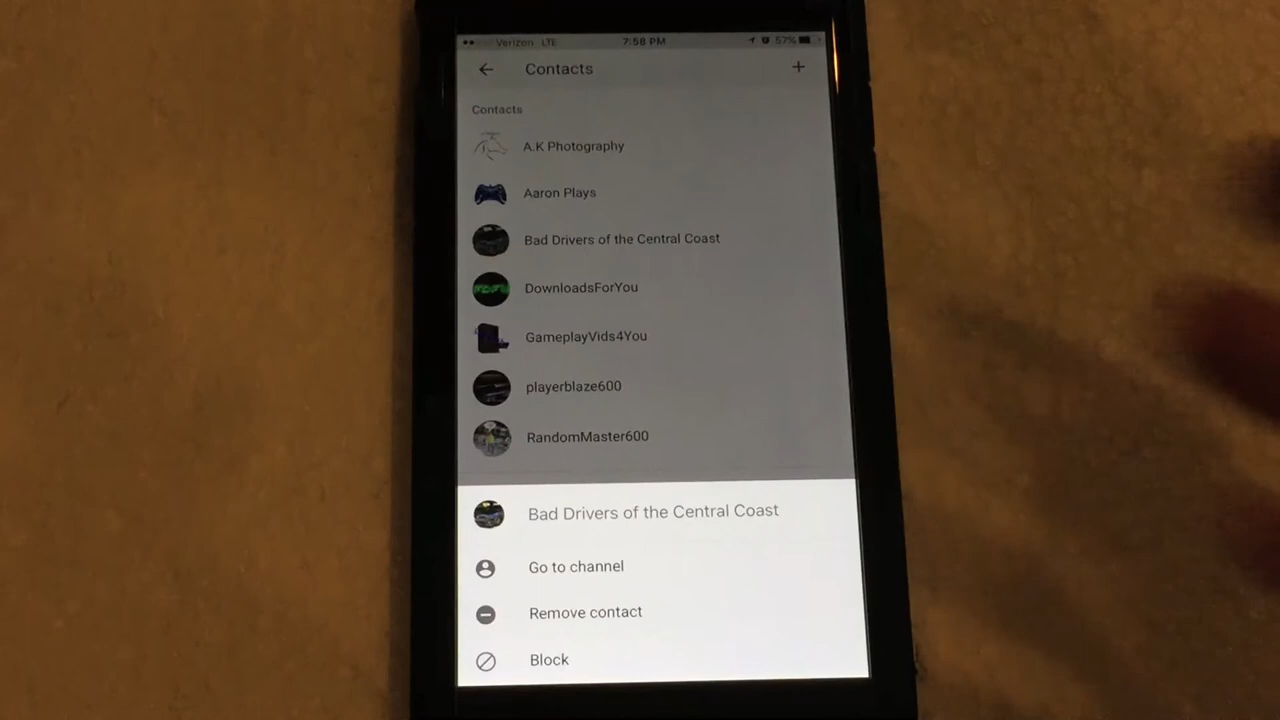 Verizon LTE 7:58 PM 57%
Contacts
Contacts
A.K Photography
Aaron Plays
Bad Drivers of the Central Coast
DownloadsForYou
GameplayVids4You
playerblaze600
RandomMaster600
Bad Drivers of the Central Coast
Go to channel
Remove contact
Block